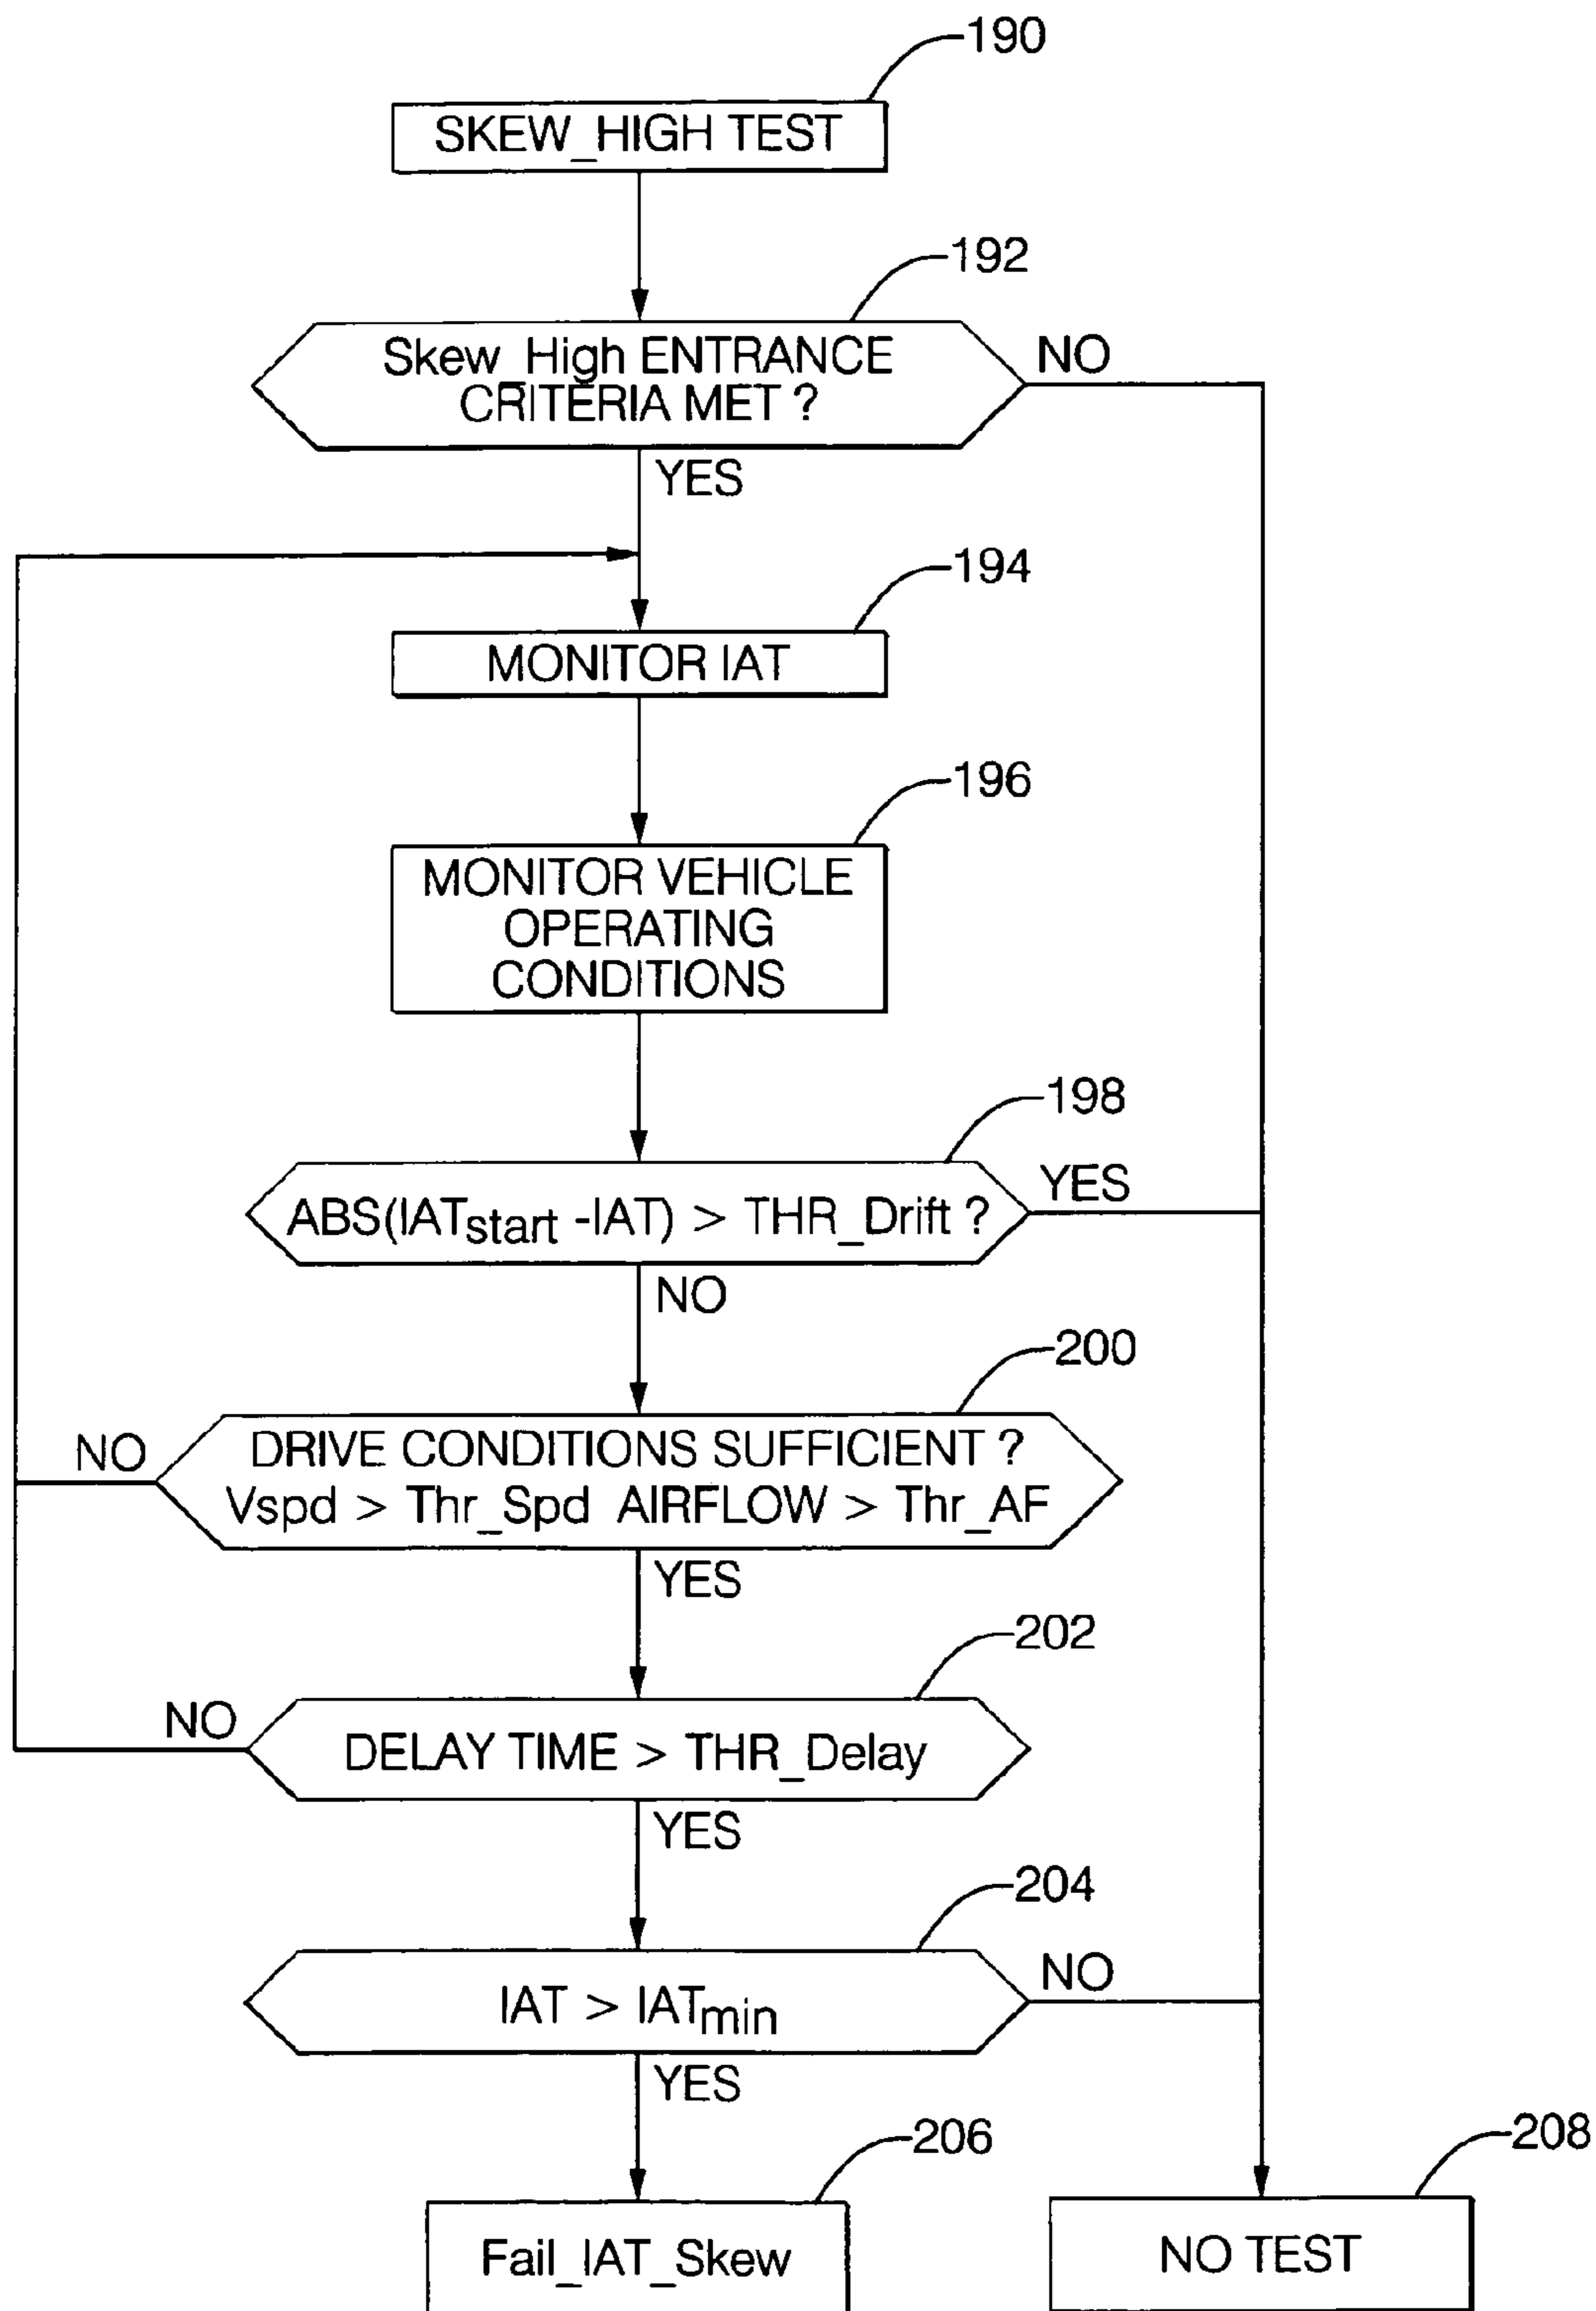 190
SKEW_HIGH TEST
192
Skew_High ENTRANCE
CRITERIA MET ?
NO
YES
194
MONITOR IAT
196
MONITOR VEHICLE
OPERATING
CONDITIONS
198
ABS(IATstart -IAT) > THR_Drift ?
YES
NO
200
DRIVE CONDITIONS SUFFICIENT ?
Vspd > Thr_Spd AIRFLOW > Thr_AF
NO
YES
202
DELAY TIME > THR_Delay
NO
YES
204
IAT > IATmin
NO
YES
206
Fail_IAT_Skew
208
NO TEST